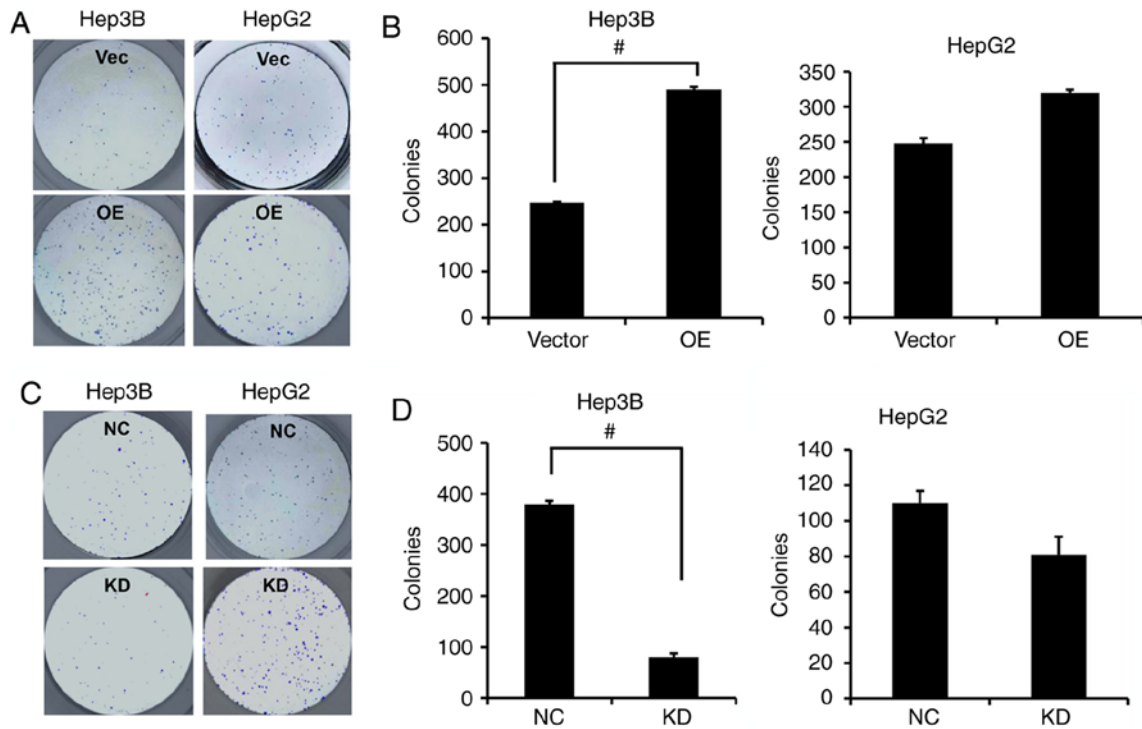 A
Hep3B
HepG2
Vec
Vec
OE
OE
B
Hep3B
#
600
500
400
300
200
100
0
Colonies
Vector
OE
HepG2
350
300
250
200
150
100
50
0
Colonies
Vector
OE
C
Hep3B
HepG2
NC
NC
KD
KD
D
Hep3B
#
500
400
300
200
100
0
Colonies
NC
KD
HepG2
140
120
100
80
60
40
20
0
Colonies
NC
KD